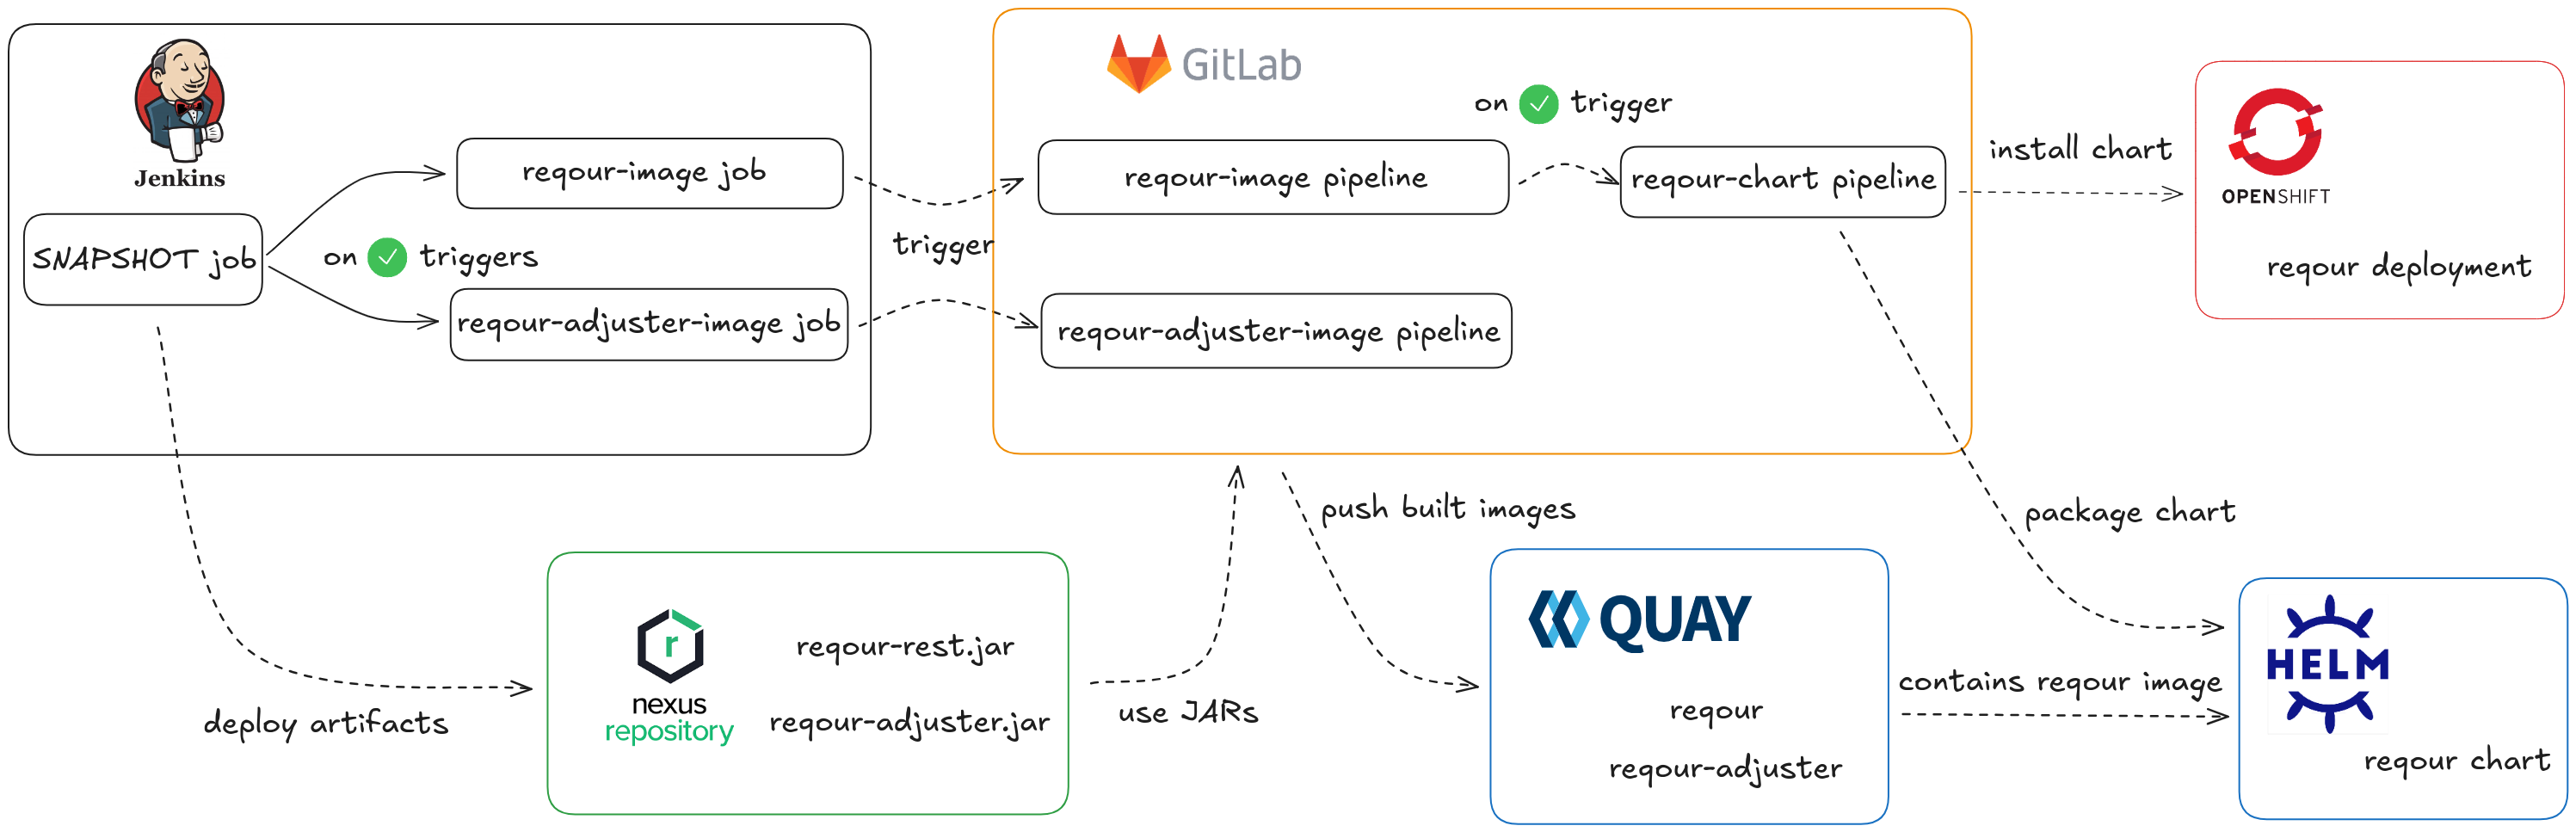 Jenkins
SNAPSHOT job
on triggers
reqour-image job
reqour-adjuster-image job
trigger
GitLab
on trigger
reqour-image pipeline
reqour-chart pipeline
reqour-adjuster-image pipeline
install chart
OPENSHIFT
reqour deployment
deploy artifacts
nexus
repository
reqour-rest.jar
reqour-adjuster.jar
use JARs
push built images
QUAY
reqour
reqour-adjuster
package chart
contains reqour image
HELM
reqour chart